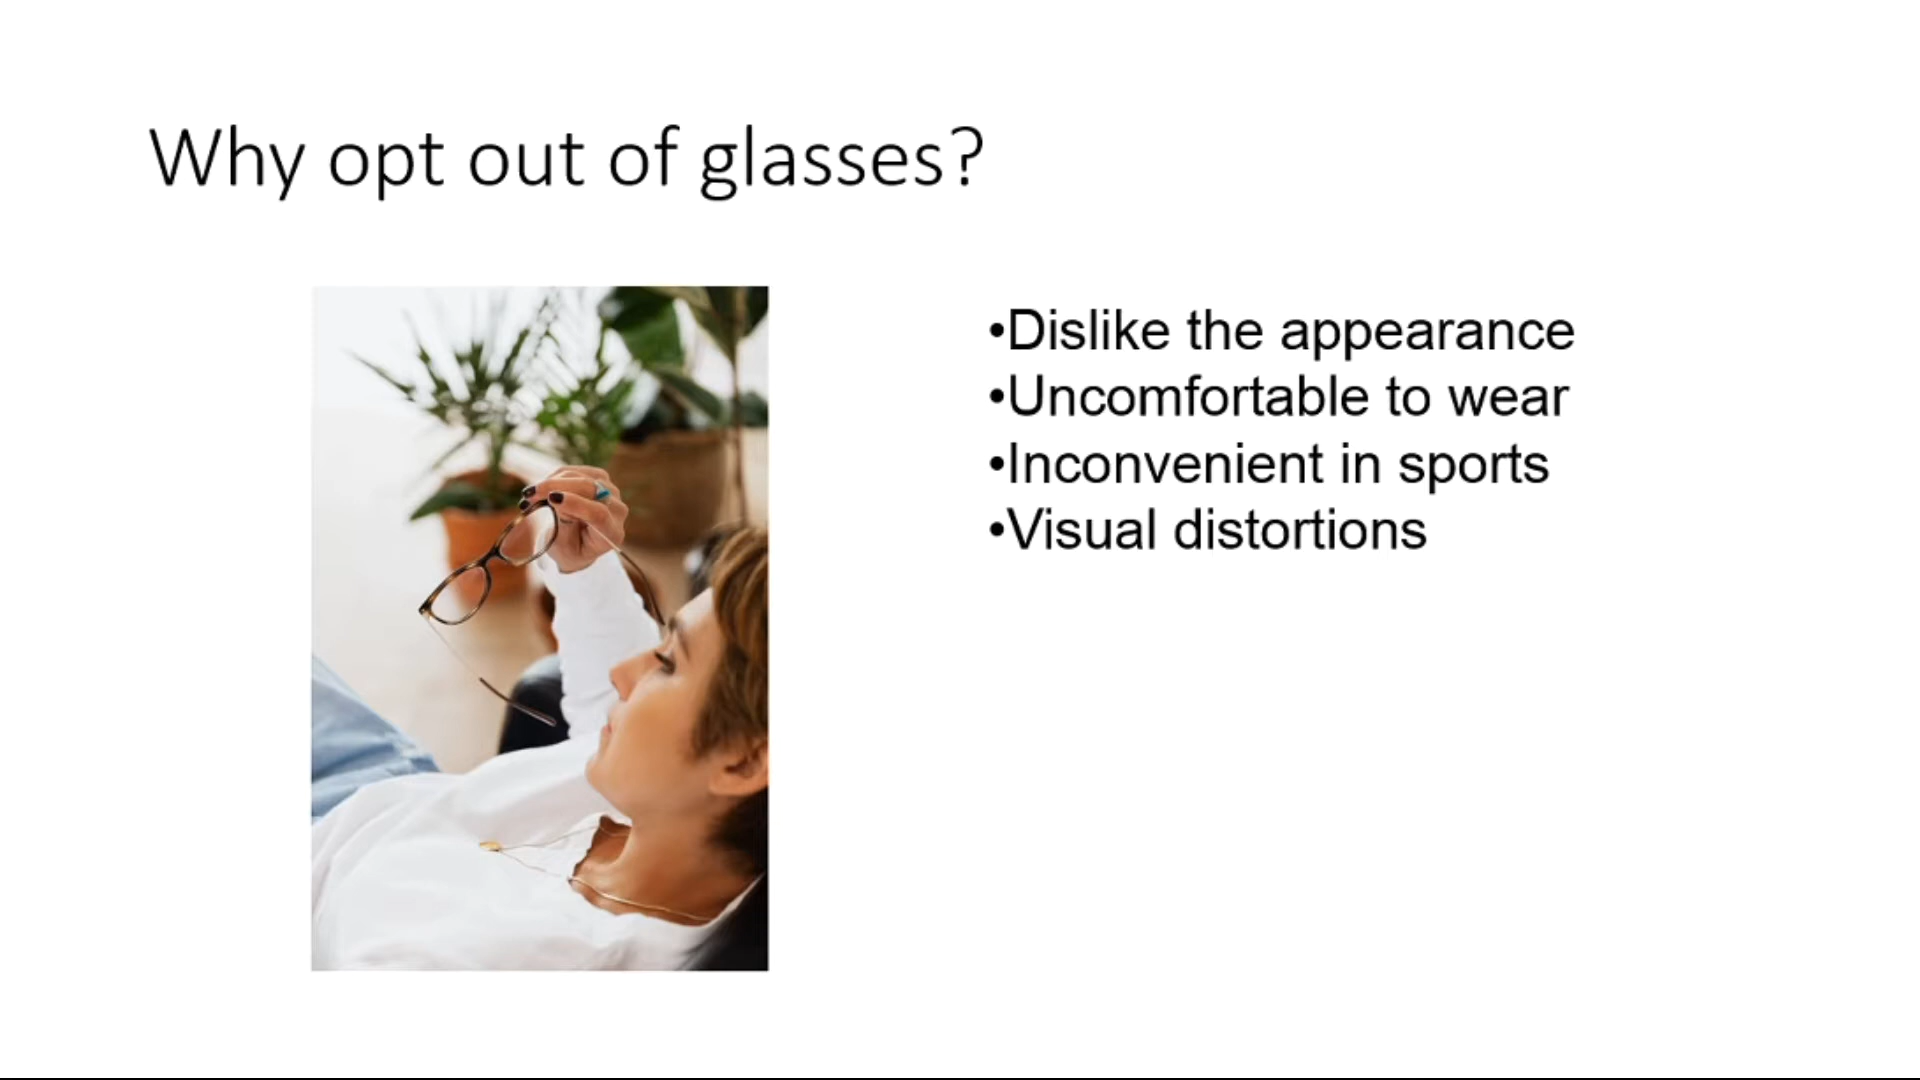 Why opt out of glasses?
•Dislike the appearance
•Uncomfortable to wear
•Inconvenient in sports
•Visual distortions